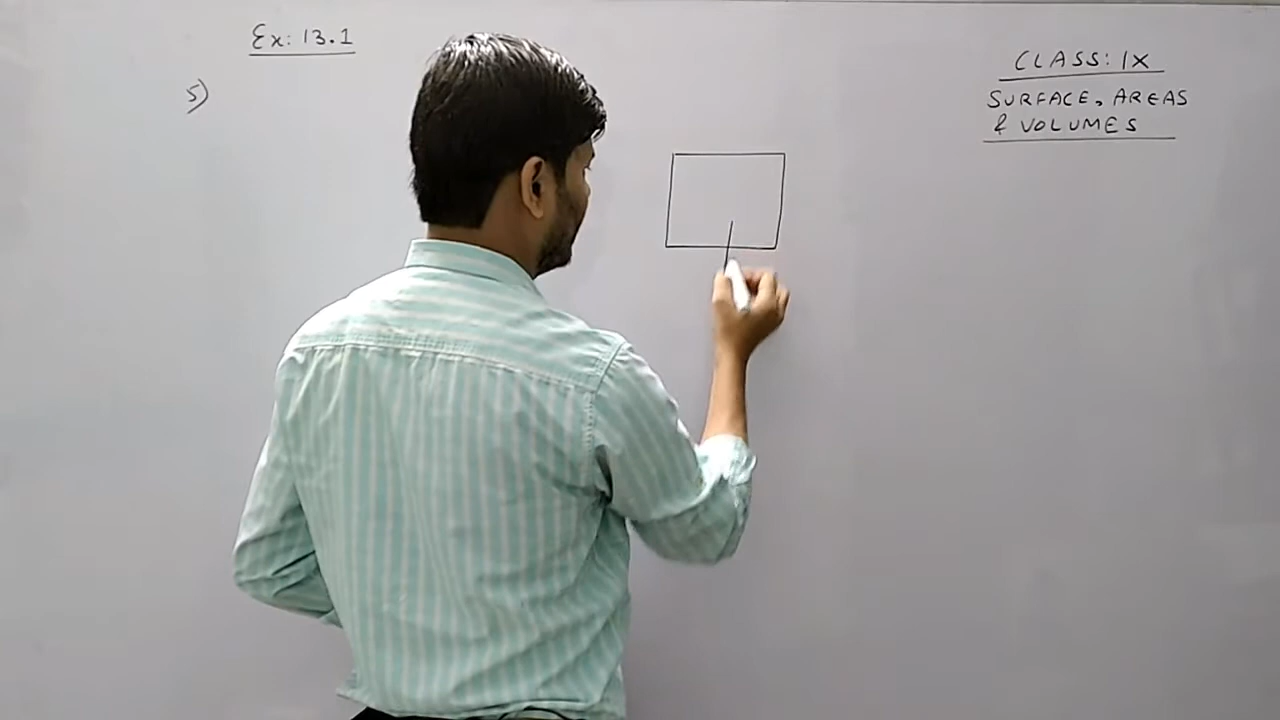 Ex: 13.1
5)
CLASS: IX
SURFACE, AREAS
& VOLUMES